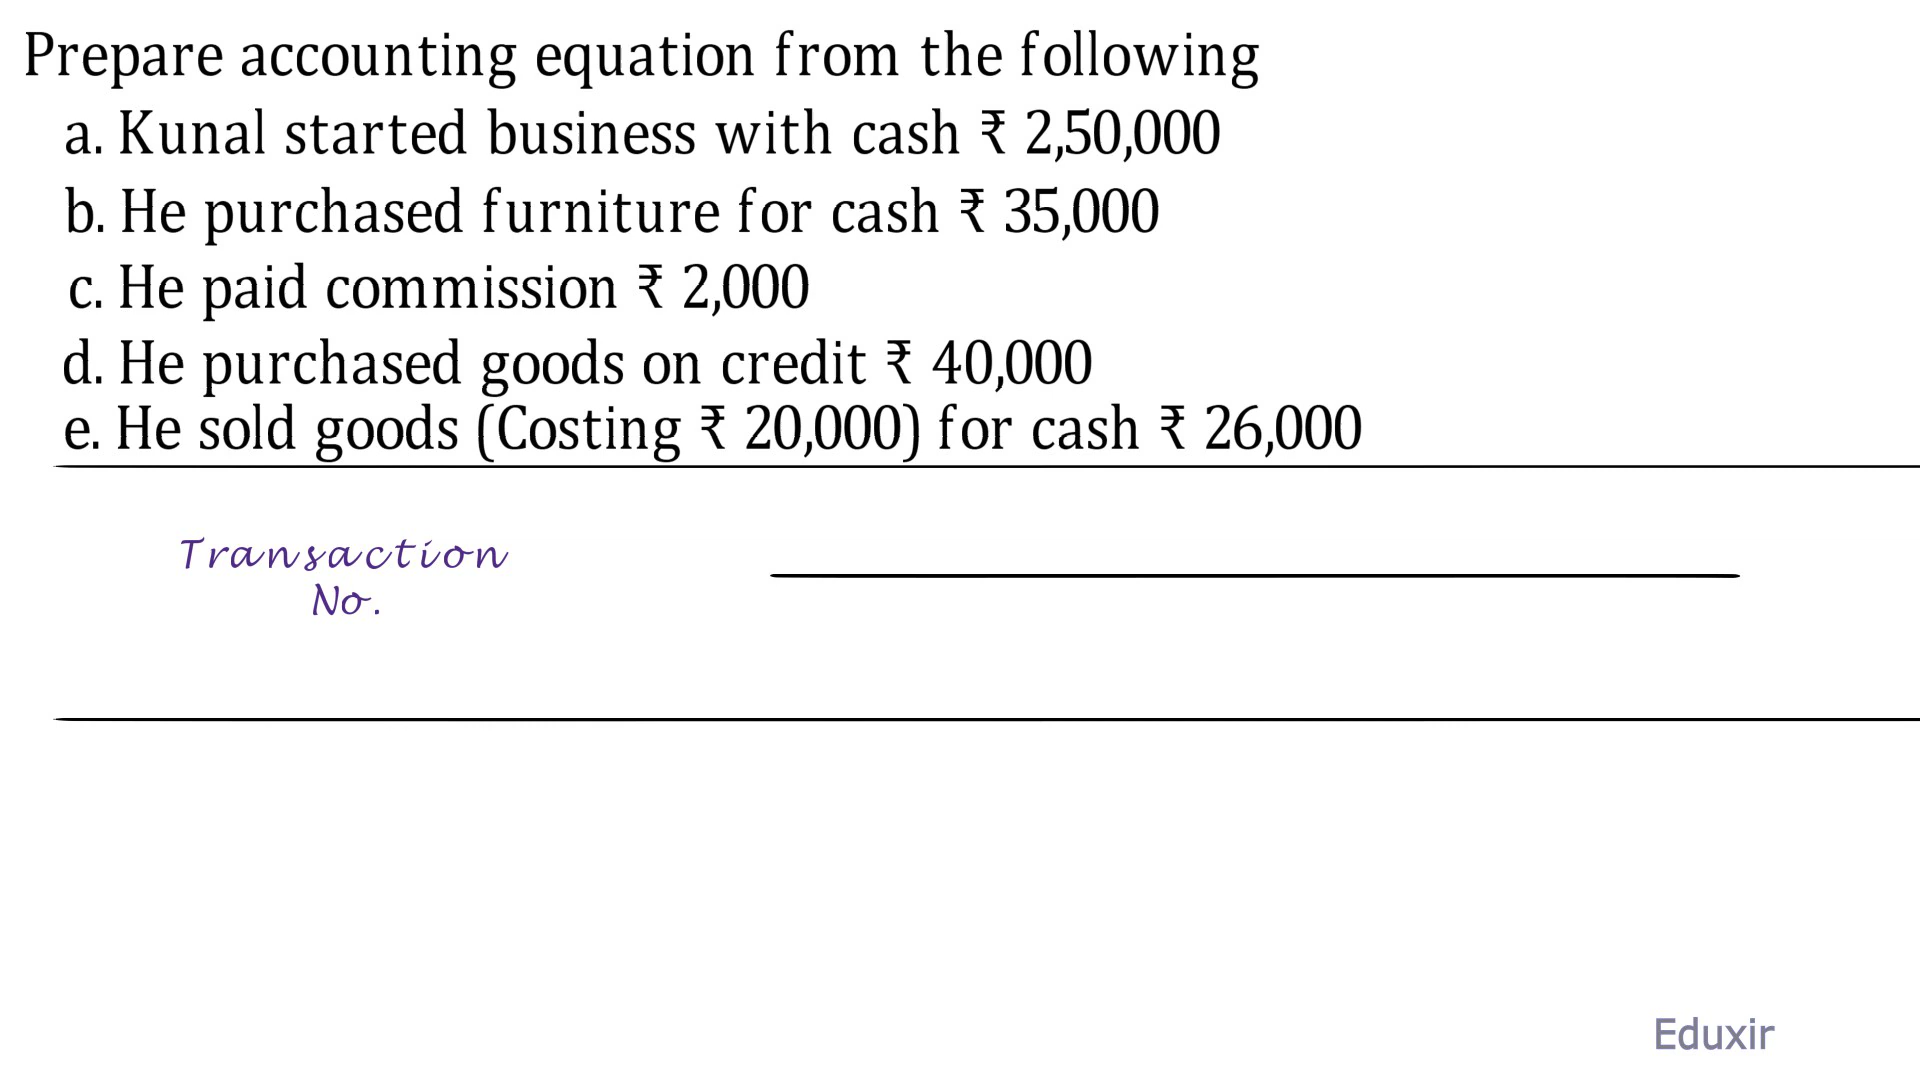 Prepare accounting equation from the following
a. Kunal started business with cash ₹ 2,50,000
b. He purchased furniture for cash ₹ 35,000
c. He paid commission ₹ 2,000
d. He purchased goods on credit ₹ 40,000
e. He sold goods (Costing ₹ 20,000) for cash ₹ 26,000
Transaction
No.
Eduxir